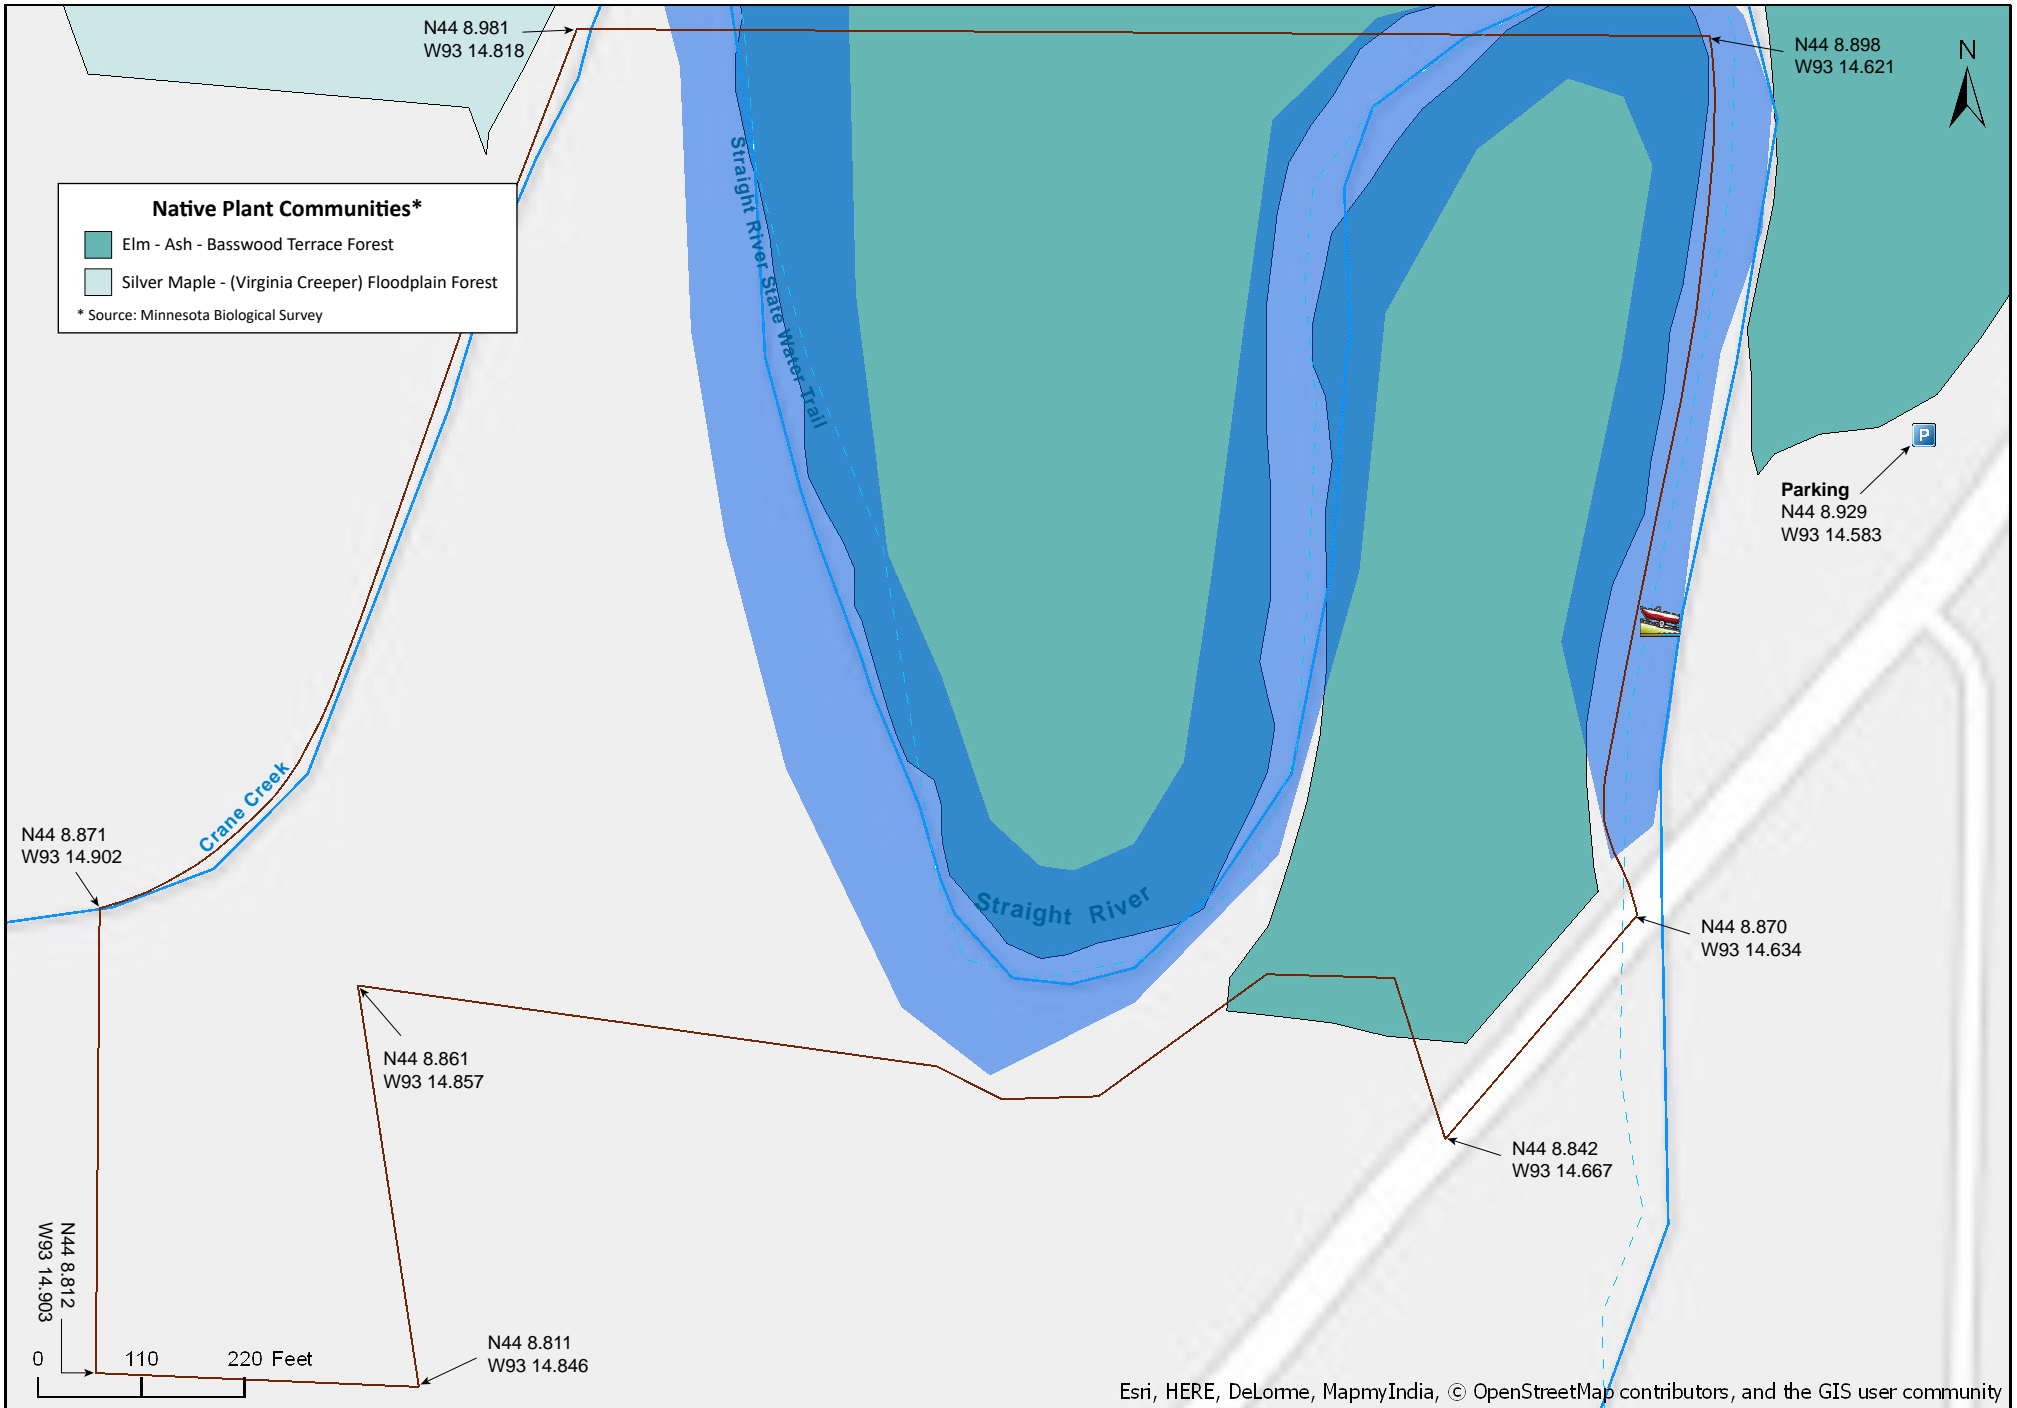 N44 8.981
W93 14.818
N44 8.898
W93 14.621
N
Native Plant Communities*
Elm - Ash - Basswood Terrace Forest
Silver Maple - (Virginia Creeper) Floodplain Forest
* Source: Minnesota Biological Survey
Straight River State Water Trail
P
Parking
N44 8.929
W93 14.583
Crane Creek
N44 8.871
W93 14.902
Straight River
N44 8.870
W93 14.634
N44 8.861
W93 14.857
N44 8.842
W93 14.667
N44 8.812
W93 14.903
N44 8.811
W93 14.846
0 110 220 Feet
Esri, HERE, DeLorme, MapmyIndia, © OpenStreetMap contributors, and the GIS user community